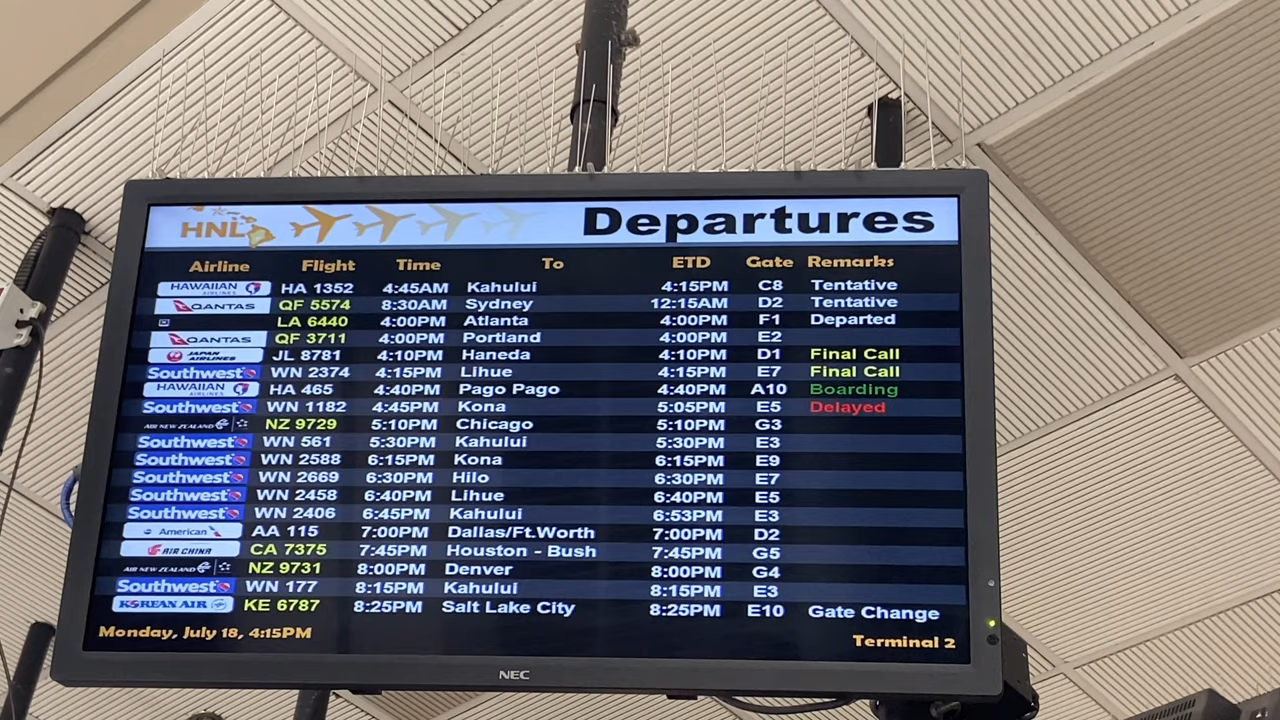 HNL Departures
Airline Flight Time To ETD Gate Remarks
HAWAIIAN AIRLINES HA 1352 4:45AM Kahului 4:15PM C8 Tentative
QANTAS QF 5574 8:30AM Sydney 12:15AM D2 Tentative
LA 6440 4:00PM Atlanta 4:00PM F1 Departed
QANTAS QF 3711 4:00PM Portland 4:00PM E2
JAPAN AIRLINES JL 8781 4:10PM Haneda 4:10PM D1 Final Call
Southwest WN 2374 4:15PM Lihue 4:15PM E7 Final Call
HAWAIIAN AIRLINES HA 465 4:40PM Pago Pago 4:40PM A10 Boarding
Southwest WN 1182 4:45PM Kona 5:05PM E5 Delayed
AIR NEW ZEALAND NZ 9729 5:10PM Chicago 5:10PM G3
Southwest WN 561 5:30PM Kahului 5:30PM E3
Southwest WN 2588 6:15PM Kona 6:15PM E9
Southwest WN 2669 6:30PM Hilo 6:30PM E7
Southwest WN 2458 6:40PM Lihue 6:40PM E5
Southwest WN 2406 6:45PM Kahului 6:53PM E3
American AA 115 7:00PM Dallas/Ft.Worth 7:00PM D2
AIR CHINA CA 7375 7:45PM Houston - Bush 7:45PM G5
AIR NEW ZEALAND NZ 9731 8:00PM Denver 8:00PM G4
Southwest WN 177 8:15PM Kahului 8:15PM E3
KOREAN AIR KE 6787 8:25PM Salt Lake City 8:25PM E10 Gate Change
Monday, July 18, 4:15PM Terminal 2
NEC